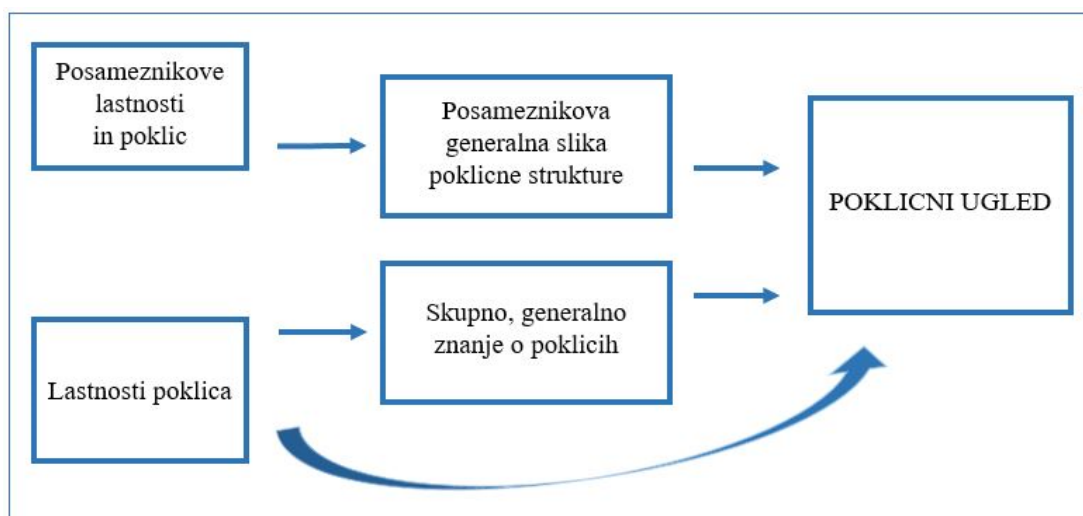 Posameznikove
lastnosti
in poklic
Posameznikova
generalna slika
poklicne strukture
POKLICNI UGLED
Skupno, generalno
znanje o poklicih
Lastnosti poklica